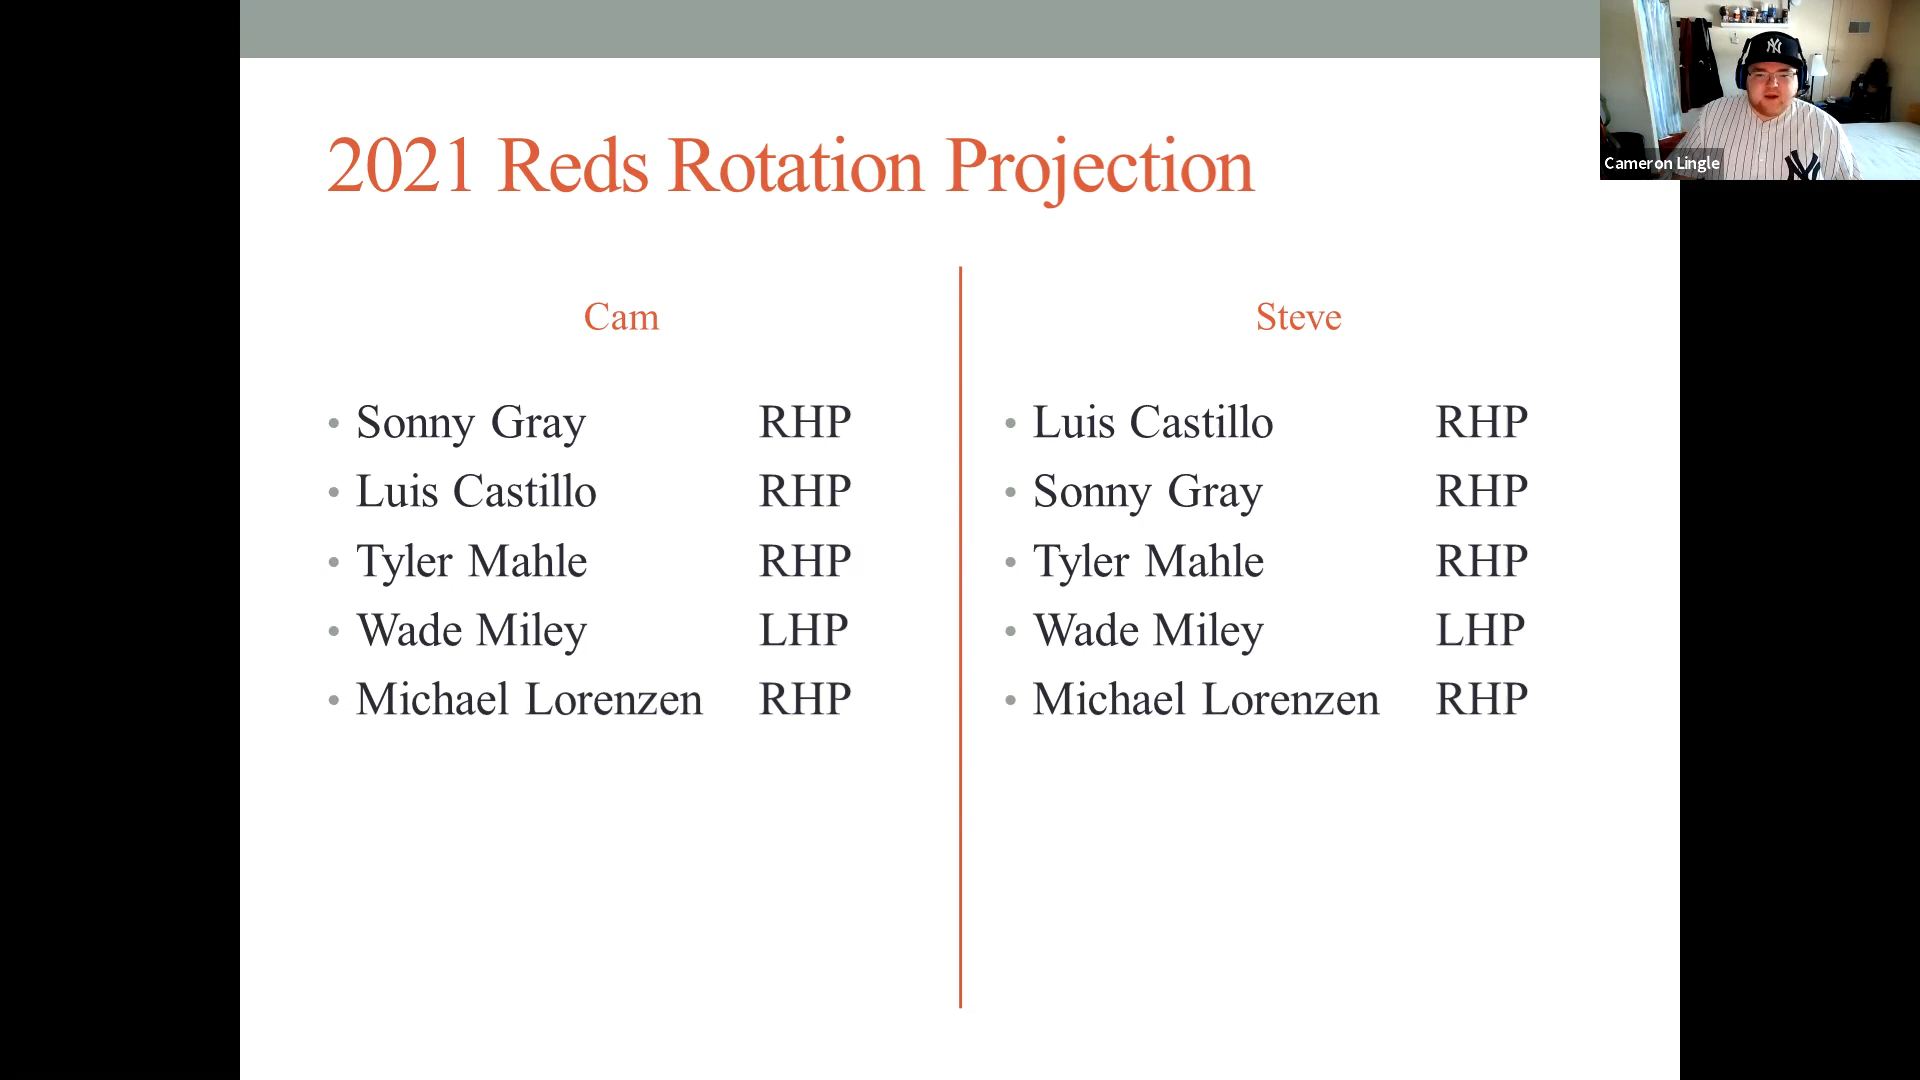 2021 Reds Rotation Projection
Cam
• Sonny Gray RHP
• Luis Castillo RHP
• Tyler Mahle RHP
• Wade Miley LHP
• Michael Lorenzen RHP
Steve
• Luis Castillo RHP
• Sonny Gray RHP
• Tyler Mahle RHP
• Wade Miley LHP
• Michael Lorenzen RHP
NY
NY
Cameron Lingle